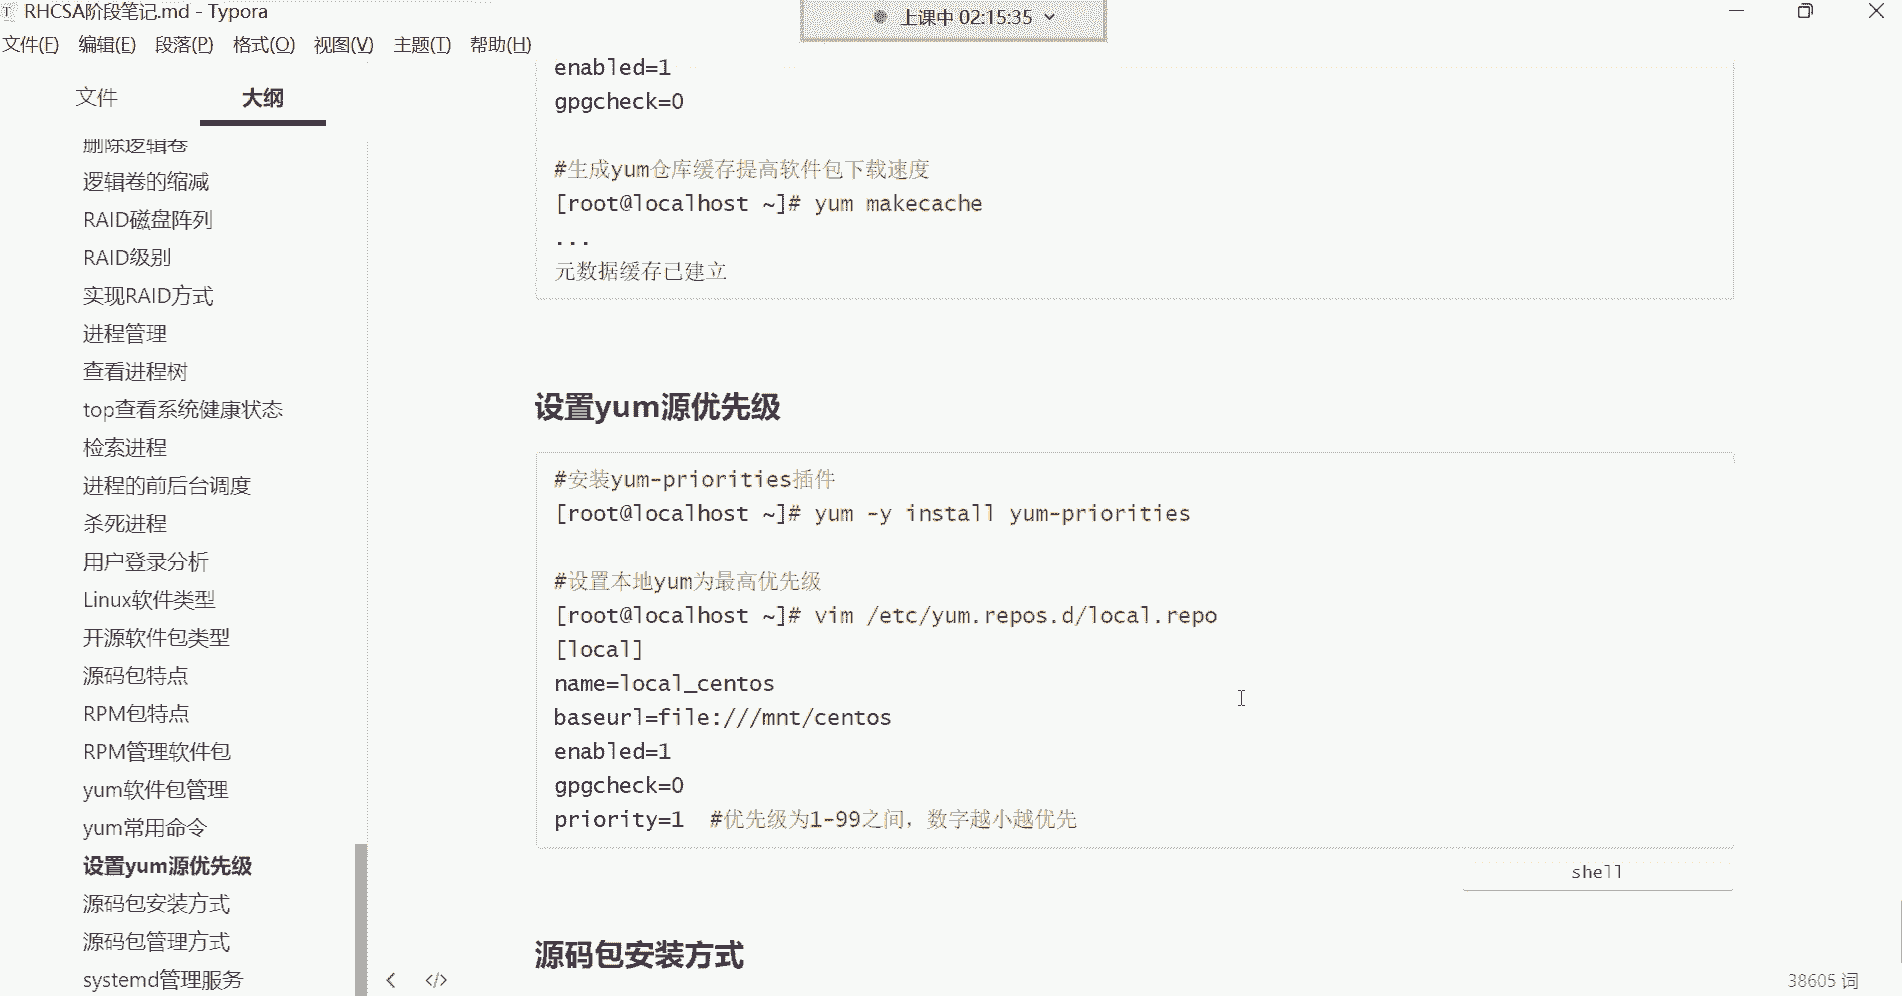 RHCSA阶段笔记.md - Typora
上课中 02:15:35
文件(F) 编辑(E) 段落(P) 格式(O) 视图(V) 主题(T) 帮助(H)
文件 大纲
删除逻辑卷
逻辑卷的缩减
RAID磁盘阵列
RAID级别
实现RAID方式
进程管理
查看进程树
top查看系统健康状态
检索进程
进程的前后台调度
杀死进程
用户登录分析
Linux软件类型
开源软件包类型
源码包特点
RPM包特点
RPM管理软件包
yum软件包管理
yum常用命令
设置yum源优先级
源码包安装方式
源码包管理方式
systemd管理服务
enabled=1
gpgcheck=0
#生成yum仓库缓存提高软件包下载速度
[root@localhost ~]# yum makecache
...
元数据缓存已建立
设置yum源优先级
#安装yum-priorities插件
[root@localhost ~]# yum -y install yum-priorities
#设置本地yum为最高优先级
[root@localhost ~]# vim /etc/yum.repos.d/local.repo
[local]
name=local_centos
baseurl=file:///mnt/centos
enabled=1
gpgcheck=0
priority=1  #优先级为1-99之间，数字越小越优先
shell
源码包安装方式
38605 词